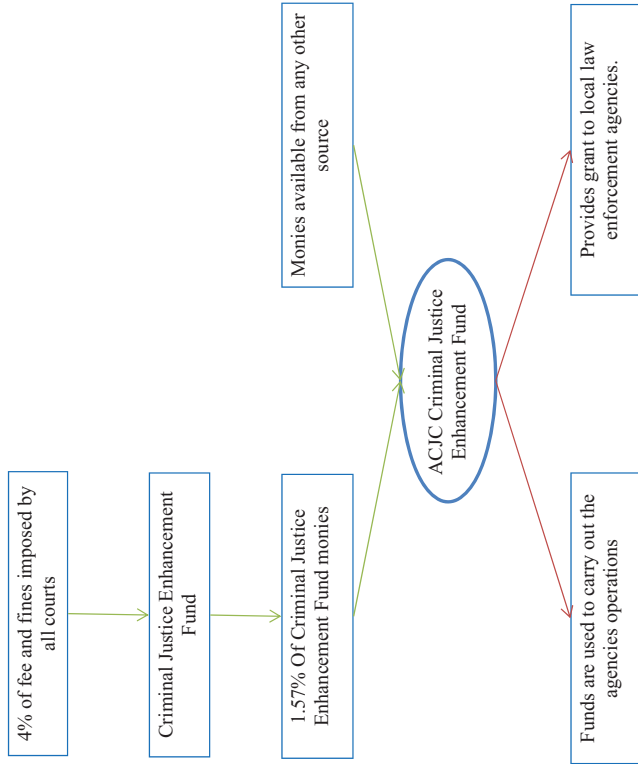 4% of fee and fines imposed by
all courts
Criminal Justice Enhancement
Fund
1.57% Of Criminal Justice
Enhancement Fund monies
Monies available from any other
source
ACJC Criminal Justice
Enhancement Fund
Funds are used to carry out the
agencies operations
Provides grant to local law
enforcement agencies.